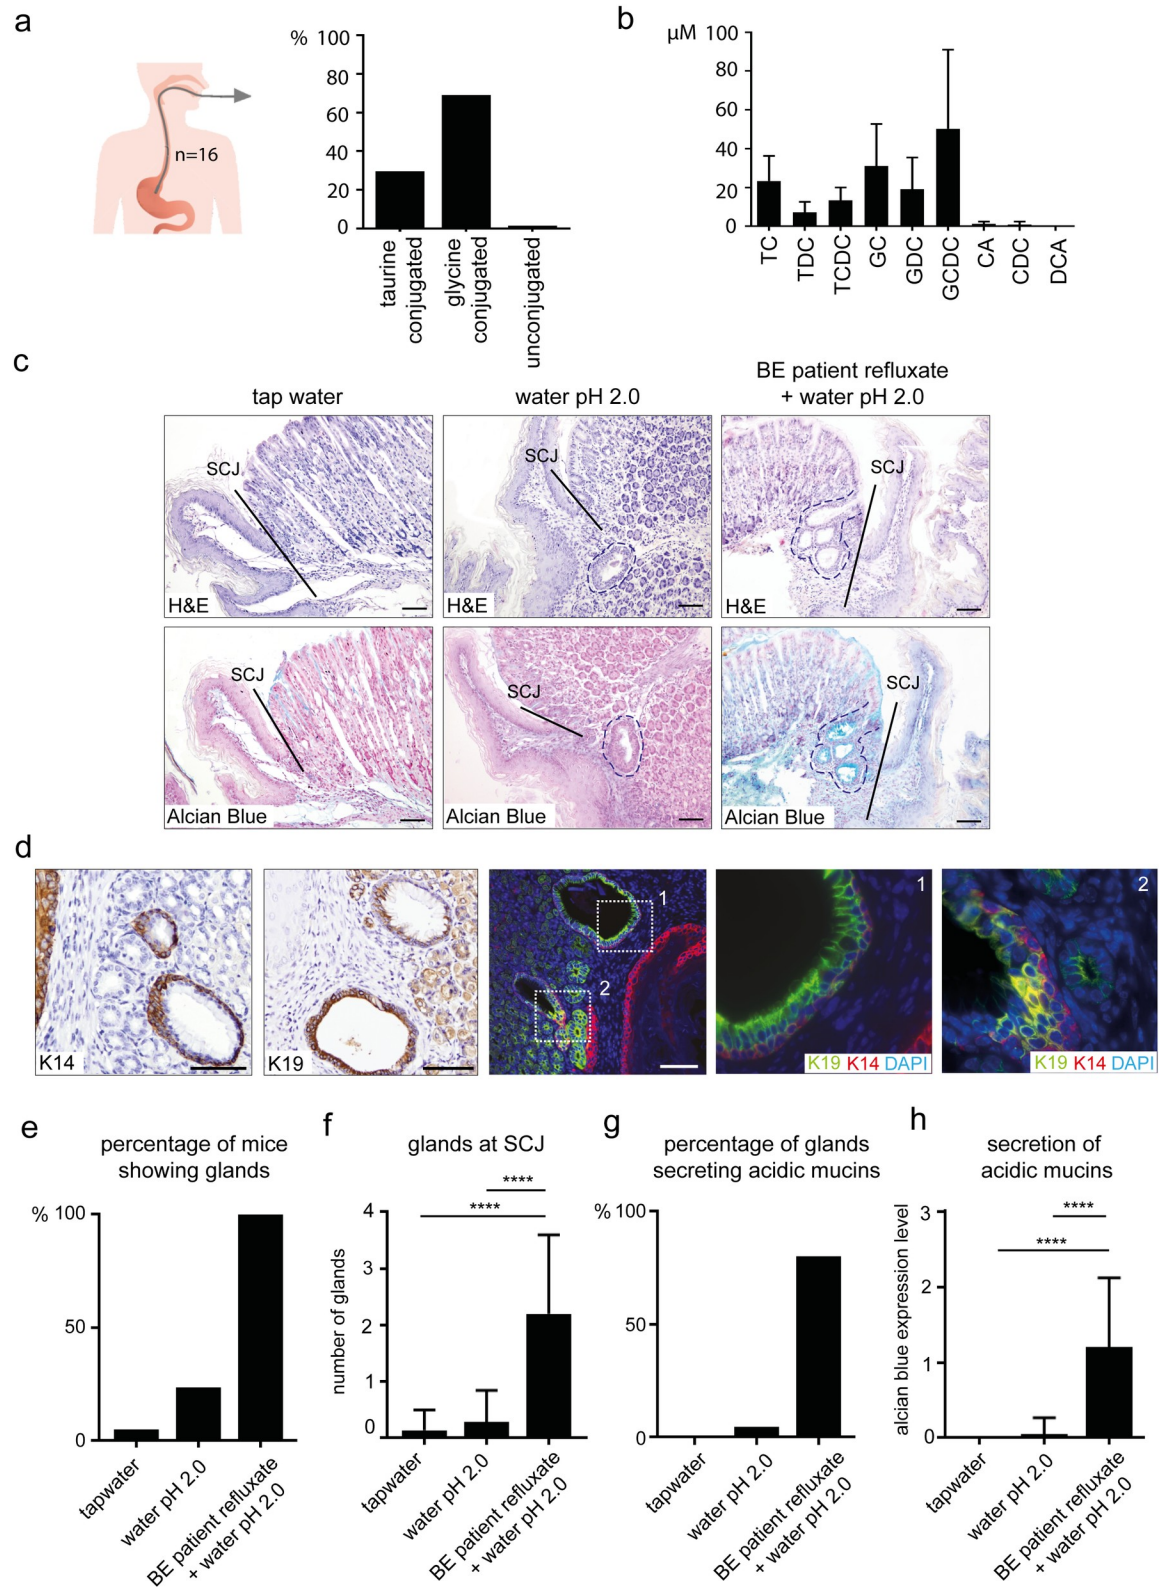 a
n=16
% 100
80
60
40
20
0
taurine
conjugated
glycine
conjugated
unconjugated
b
µM 100
80
60
40
20
0
TC
TDC
TCDC
GC
GDC
GCDC
CA
CDC
DCA
c
tap water
water pH 2.0
BE patient refluxate
+ water pH 2.0
SCJ
H&E
SCJ
H&E
SCJ
H&E
SCJ
Alcian Blue
SCJ
Alcian Blue
SCJ
Alcian Blue
d
K14
K19
1
2
1
K19 K14 DAPI
2
K19 K14 DAPI
e
percentage of mice
showing glands
% 100
50
0
tapwater
water pH 2.0
BE patient refluxate
+ water pH 2.0
f
glands at SCJ
****
****
number of glands
4
3
2
1
0
tapwater
water pH 2.0
BE patient refluxate
+ water pH 2.0
g
percentage of glands
secreting acidic mucins
% 100
50
0
tapwater
water pH 2.0
BE patient refluxate
+ water pH 2.0
h
secretion of
acidic mucins
****
****
alcian blue expression level
3
2
1
0
tapwater
water pH 2.0
BE patient refluxate
+ water pH 2.0